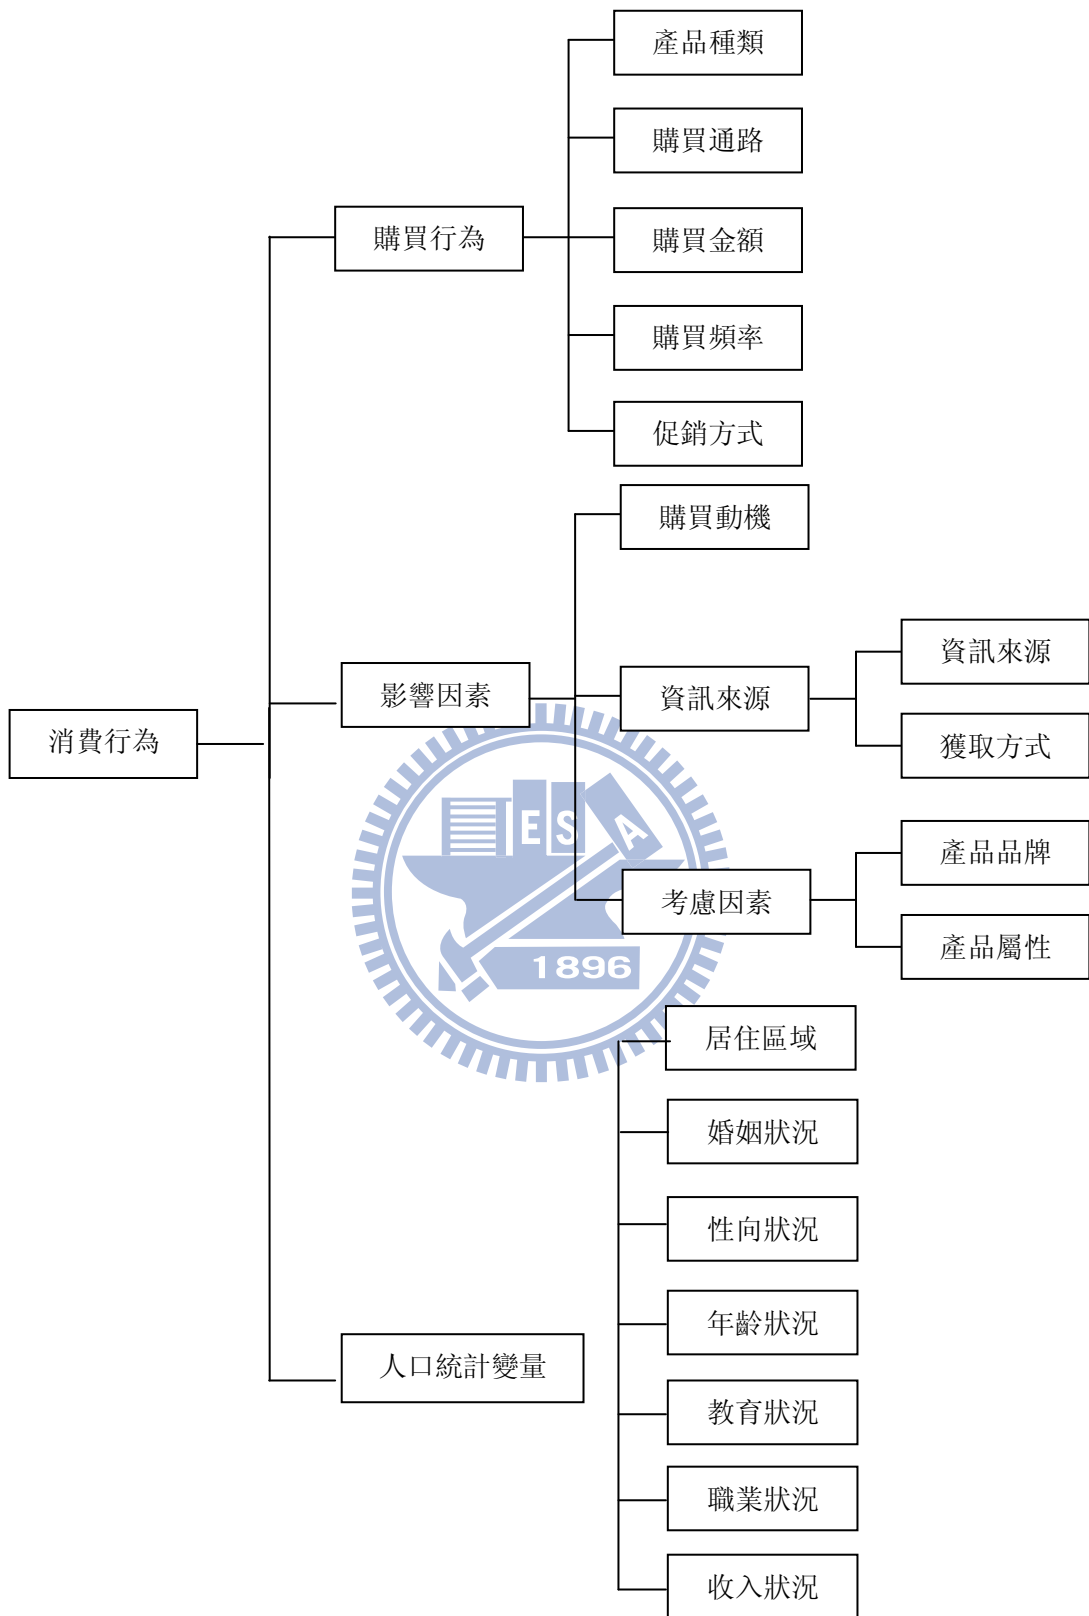 產品種類
購買通路
購買行為
購買金額
購買頻率
促銷方式
購買動機
資訊來源
影響因素
資訊來源
消費行為
獲取方式
E S A
產品品牌
考慮因素
產品屬性
1896
居住區域
婚姻狀況
性向狀況
年齡狀況
人口統計變量
教育狀況
職業狀況
收入狀況